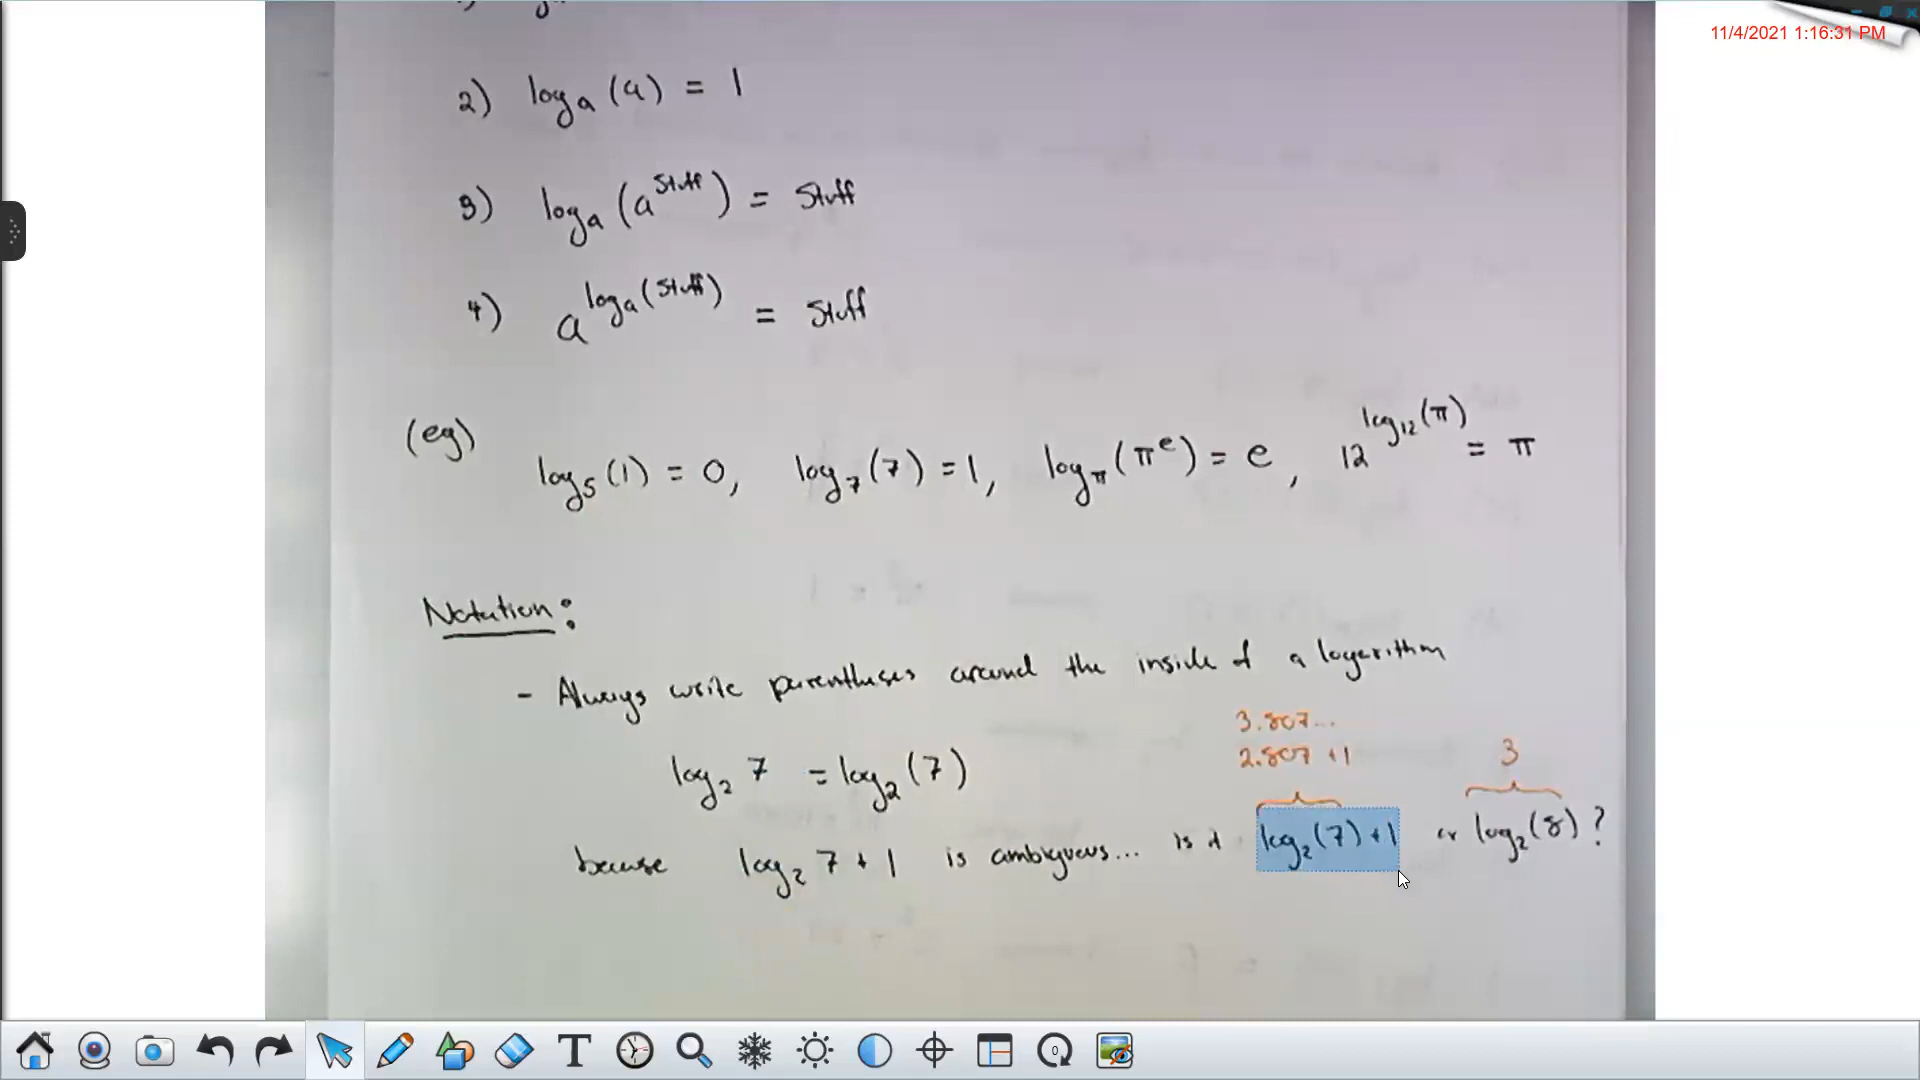 11/4/2021 1:16:31 PM
2) logₐ(a) = 1
3) logₐ(a^stuff) = stuff
4) a^logₐ(stuff) = stuff
(eg) log₅(1) = 0, log₇(7) = 1, log_π(π^e) = e, 12^log₁₂(π) = π
Notation:
- Always write parentheses around the inside of a logarithm
3.807...
2.807 +1
3
log₂ 7 = log₂(7)
because log₂ 7 + 1 is ambiguous... is it log₂(7)+1 or log₂(8)?
0